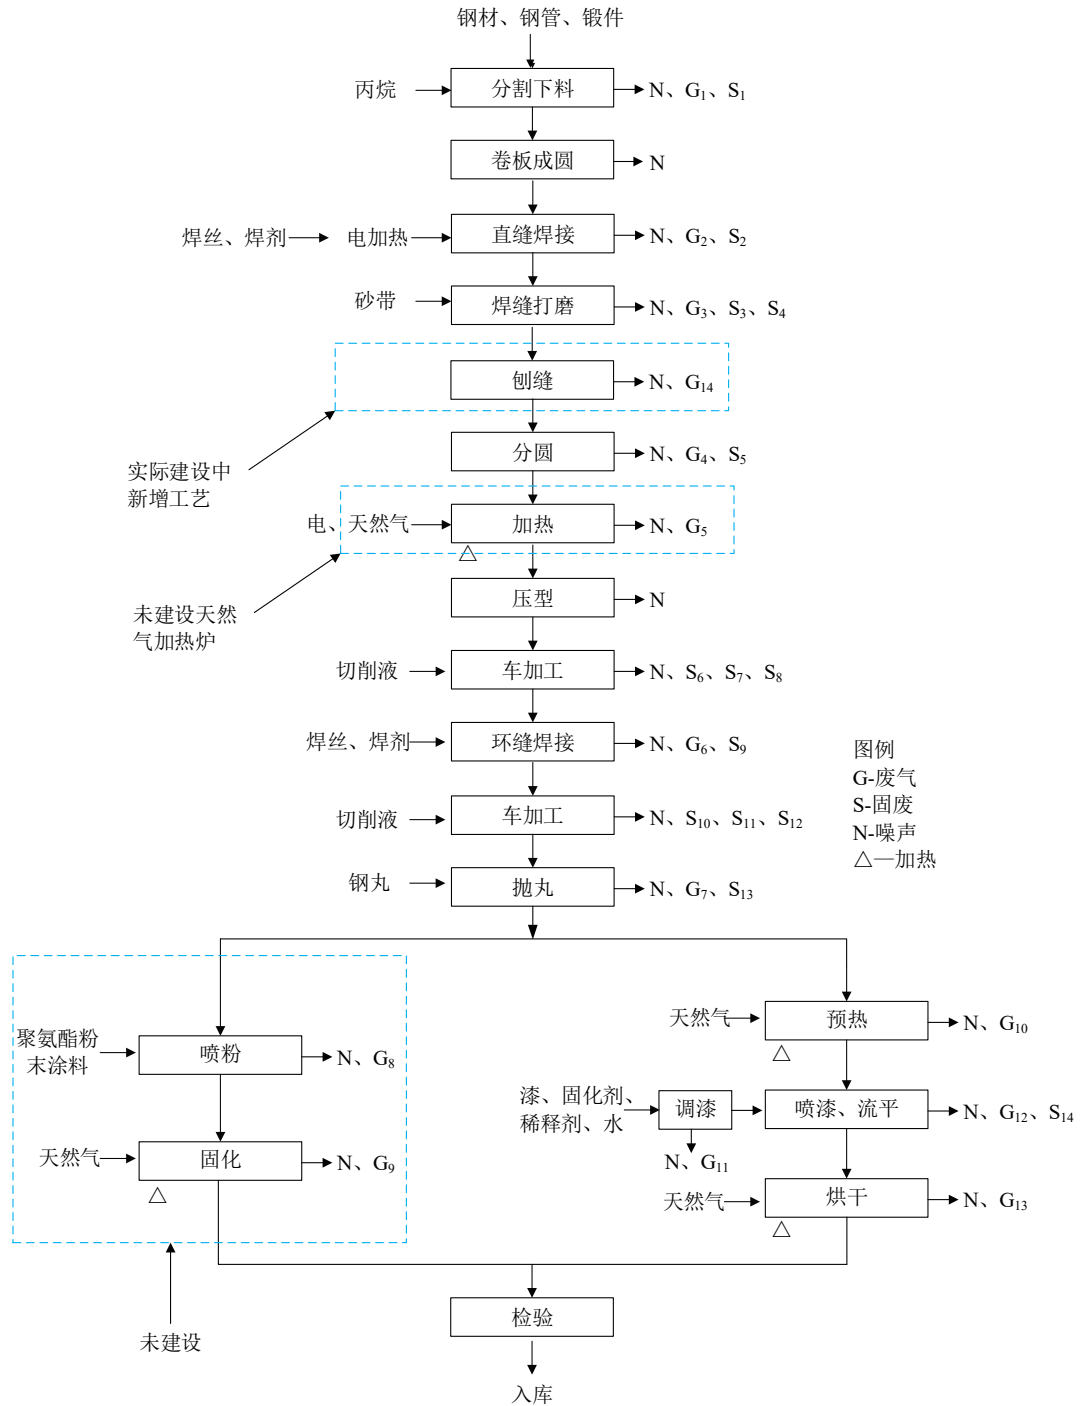 钢材、钢管、锻件
丙烷 分割下料 N、G₁、S₁
卷板成圆 N
焊丝、焊剂 电加热 直缝焊接 N、G₂、S₂
砂带 焊缝打磨 N、G₃、S₃、S₄
刨缝 N、G₁₄
分圆 N、G₄、S₅
实际建设中
新增工艺
电、天然气 加热 N、G₅
△
压型 N
未建设天然
气加热炉
切削液 车加工 N、S₆、S₇、S₈
焊丝、焊剂 环缝焊接 N、G₆、S₉
图例
G-废气
S-固废
N-噪声
△—加热
切削液 车加工 N、S₁₀、S₁₁、S₁₂
钢丸 抛丸 N、G₇、S₁₃
聚氨酯粉
末涂料
喷粉 N、G₈
天然气 固化 N、G₉
△
未建设
天然气 预热 N、G₁₀
△
漆、固化剂、
稀释剂、水
调漆 喷漆、流平 N、G₁₂、S₁₄
N、G₁₁
天然气 烘干 N、G₁₃
△
检验
入库